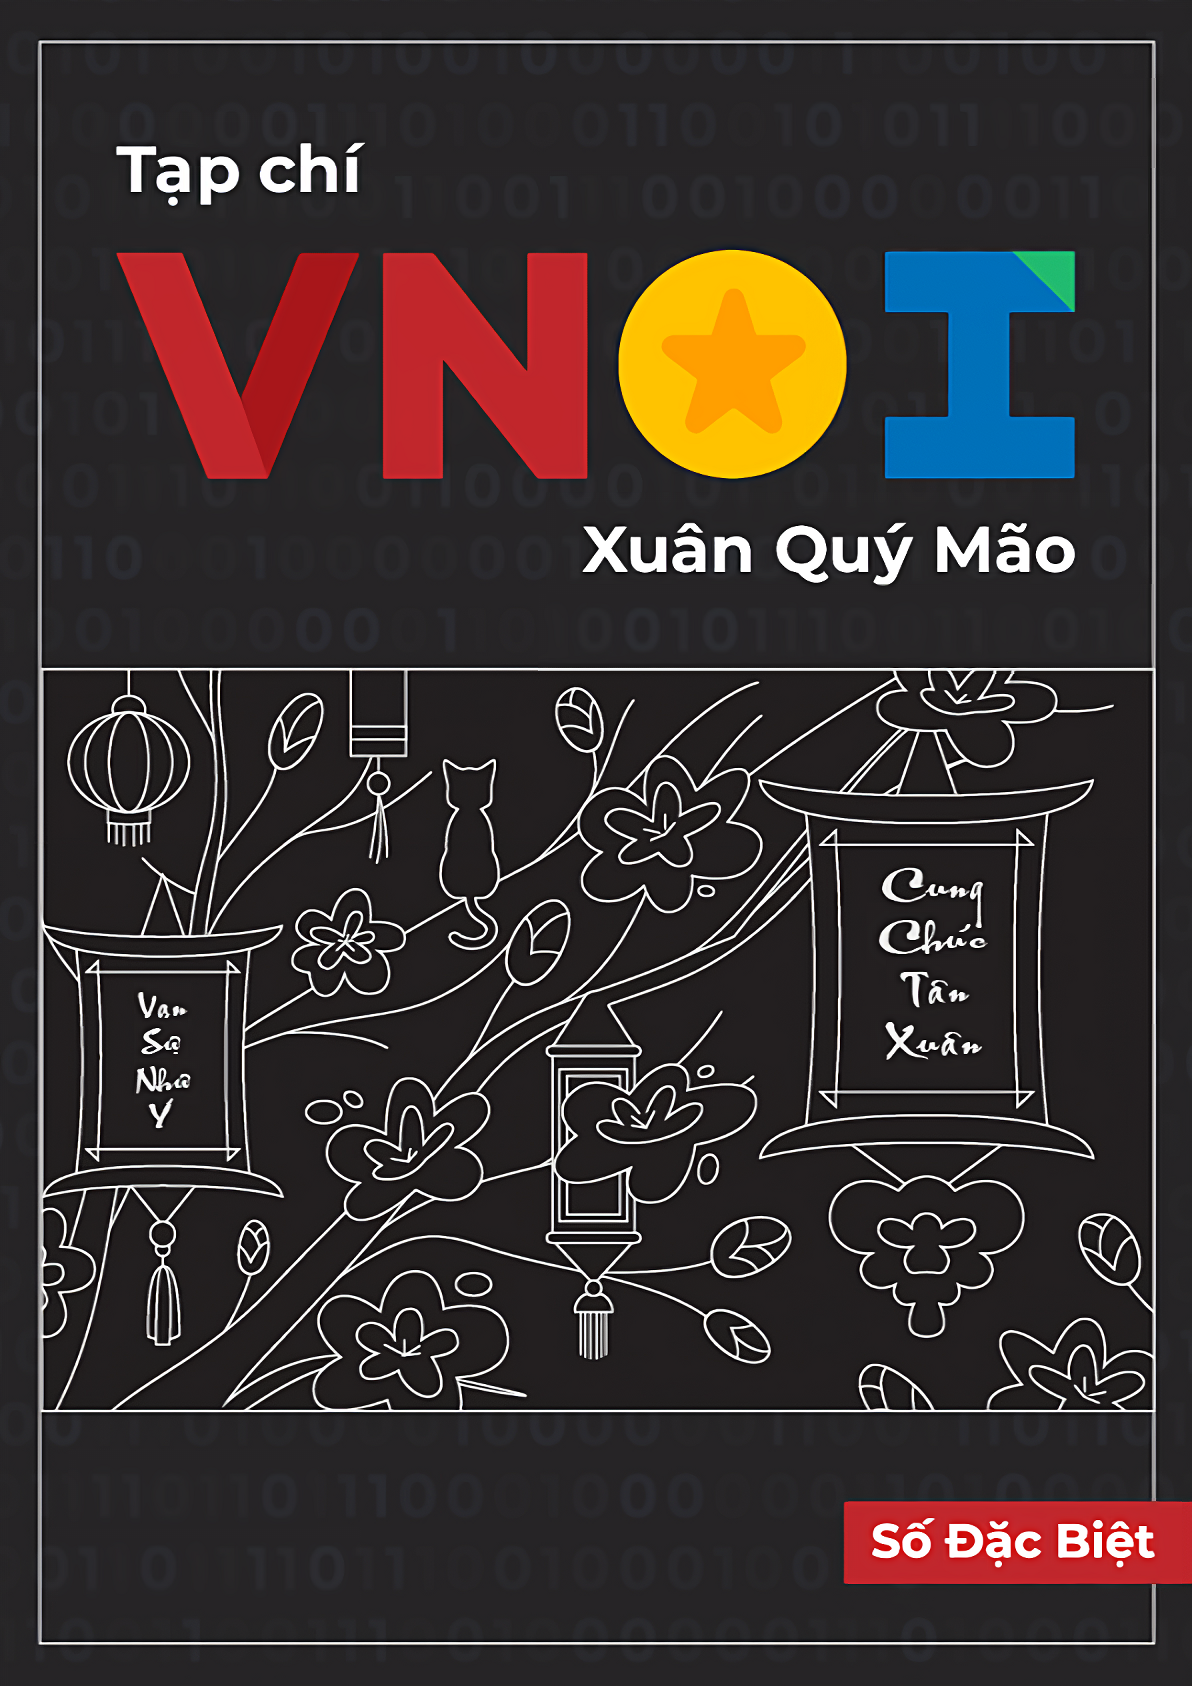 Tạp chí
VNOI
Xuân Quý Mão
Cung
Chúc
Tân
Xuân
Vạn
Sự
Như
Ý
Số Đặc Biệt